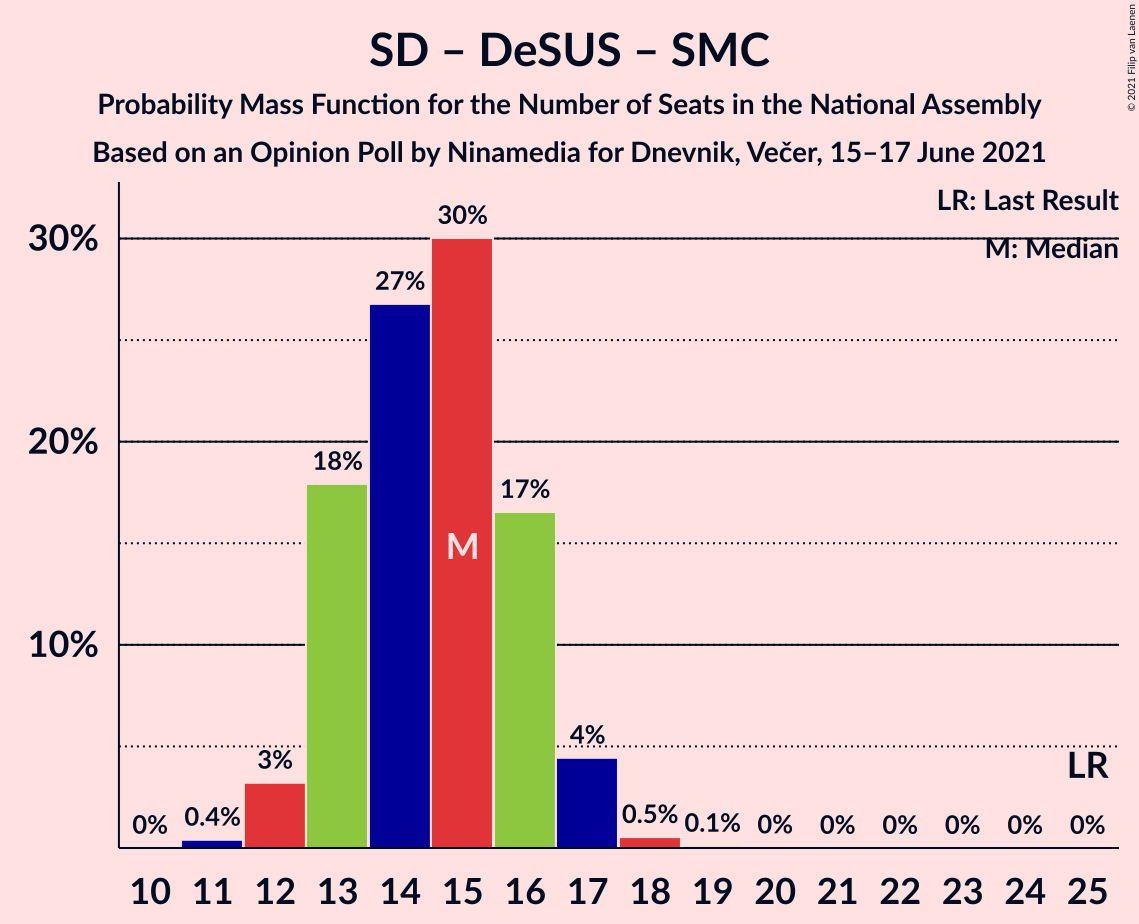 SD – DeSUS – SMC
Probability Mass Function for the Number of Seats in the National Assembly
Based on an Opinion Poll by Ninamedia for Dnevnik, Večer, 15–17 June 2021
© 2021 Filip van Laenen
LR: Last Result
M: Median
30%
20%
10%
0%
0.4%
3%
18%
27%
30%
17%
4%
0.5%
0.1%
0%
0%
0%
0%
0%
0%
M
LR
10 11 12 13 14 15 16 17 18 19 20 21 22 23 24 25